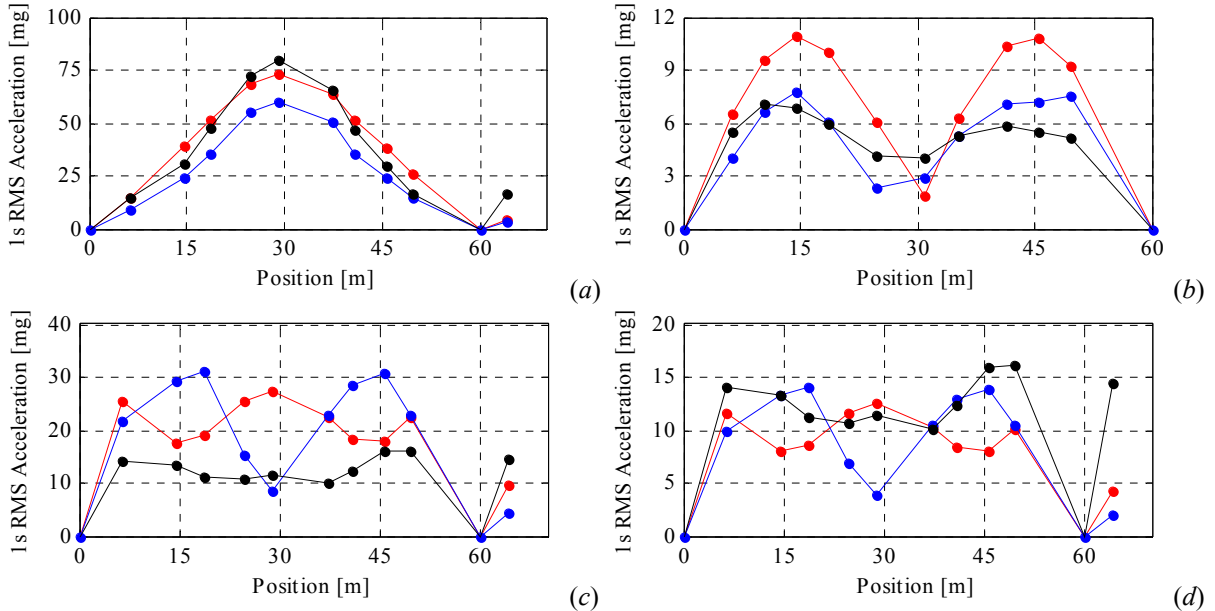 1s RMS Acceleration [mg]
100
75
50
25
0
0 15 30 45 60
Position [m]
(a)
1s RMS Acceleration [mg]
12
9
6
3
0
0 15 30 45 60
Position [m]
(b)
1s RMS Acceleration [mg]
40
30
20
10
0
0 15 30 45 60
Position [m]
(c)
1s RMS Acceleration [mg]
20
15
10
5
0
0 15 30 45 60
Position [m]
(d)